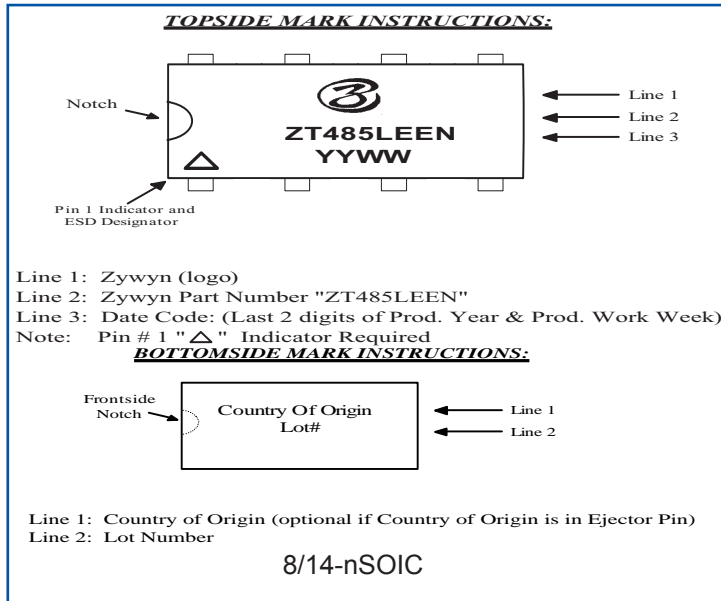 TOPSIDE MARK INSTRUCTIONS:
Notch
ZT485LEEN
YYWW
Line 1
Line 2
Line 3
Pin 1 Indicator and
ESD Designator
Line 1: Zywyn (logo)
Line 2: Zywyn Part Number "ZT485LEEN"
Line 3: Date Code: (Last 2 digits of Prod. Year & Prod. Work Week)
Note: Pin # 1 "△" Indicator Required
BOTTOMSIDE MARK INSTRUCTIONS:
Frontside
Notch
Country Of Origin
Lot#
Line 1
Line 2
Line 1: Country of Origin (optional if Country of Origin is in Ejector Pin)
Line 2: Lot Number
8/14-nSOIC